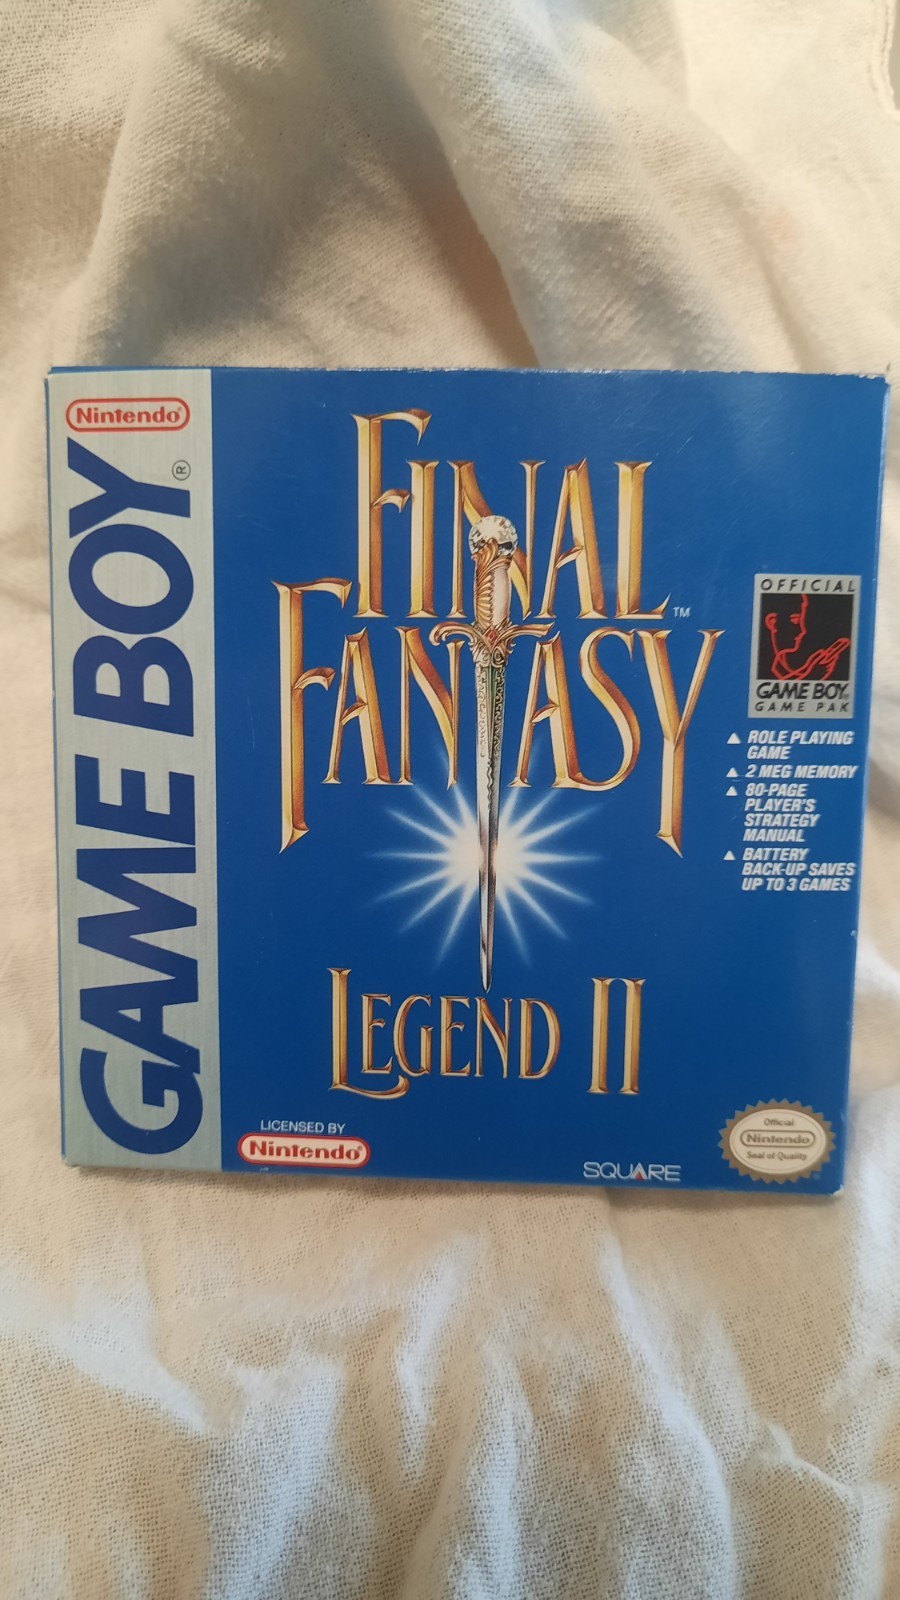 Nintendo®
GAME BOY®
FINAL
FANTASY™
LEGEND II
OFFICIAL
GAME BOY®
GAME PAK
▲ ROLE PLAYING
GAME
▲ 2 MEG MEMORY
▲ 80-PAGE
PLAYER'S
STRATEGY
MANUAL
▲ BATTERY
BACK-UP SAVES
UP TO 3 GAMES
LICENSED BY
Nintendo®
SQUARE
Official
Nintendo
Seal of Quality